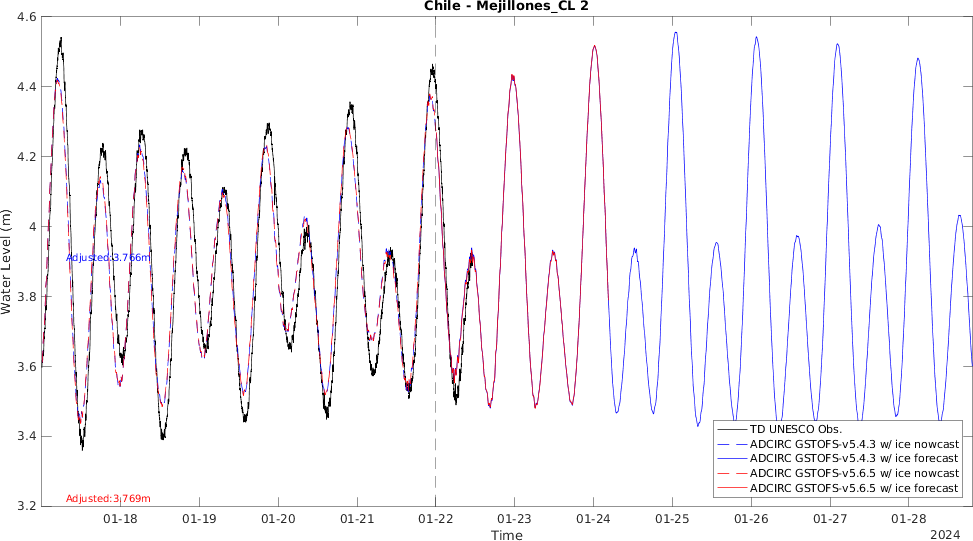 Chile - Mejillones_CL 2
4.6
4.4
4.2
4
3.8
3.6
3.4
3.2
Water Level (m)
Adjusted:3.766m
Adjusted:3.769m
TD UNESCO Obs.
ADCIRC GSTOFS-v5.4.3 w/ ice nowcast
ADCIRC GSTOFS-v5.4.3 w/ ice forecast
ADCIRC GSTOFS-v5.6.5 w/ ice nowcast
ADCIRC GSTOFS-v5.6.5 w/ ice forecast
01-18 01-19 01-20 01-21 01-22 01-23 01-24 01-25 01-26 01-27 01-28
Time
2024